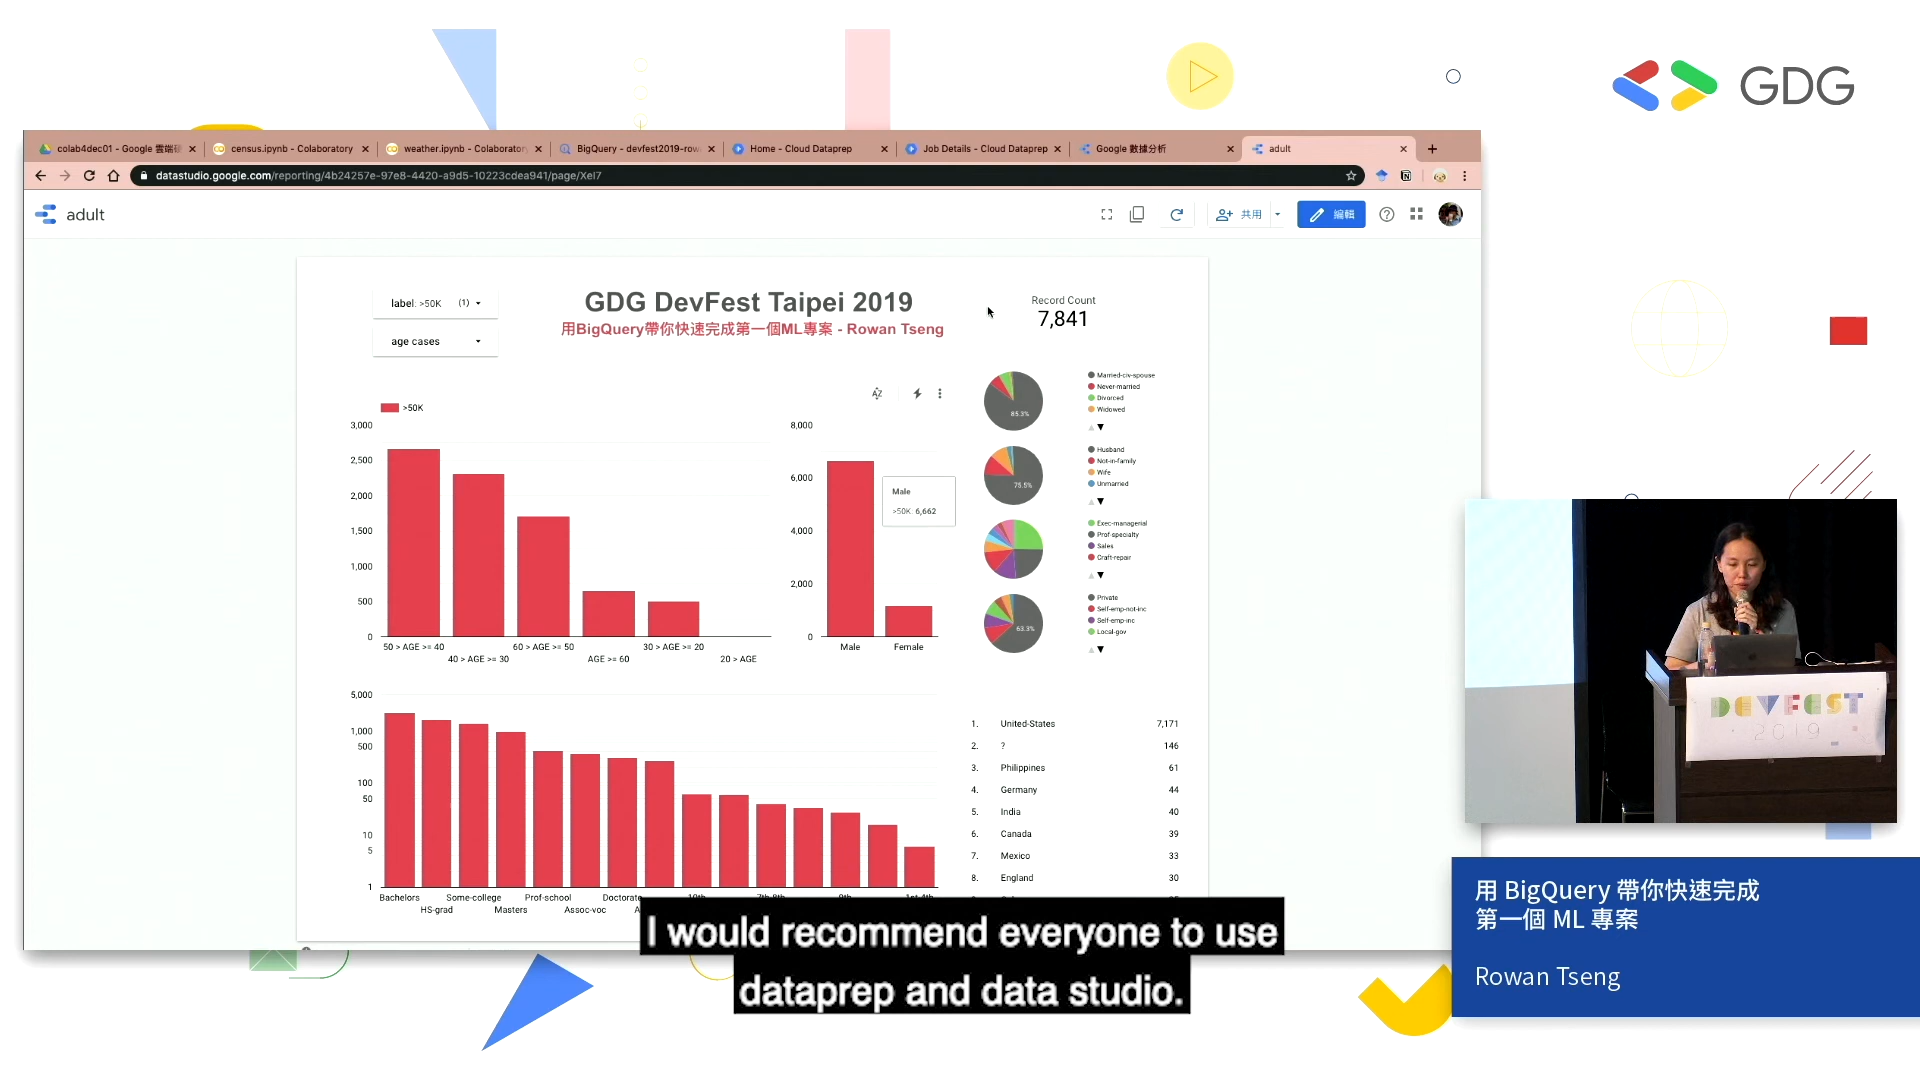 GDG
colab4dec01 - Google 雲端硬
census.ipynb - Colaboratory
weather.ipynb - Colaboratory
BigQuery - devfest2019-row
Home - Cloud Dataprep
Job Details - Cloud Dataprep
Google 數據分析
adult
datastudio.google.com/reporting/4b24257e-97e8-4420-a9d5-10223cdea941/page/XeI7
adult
共用
編輯
label: >50K (1)
age cases
GDG DevFest Taipei 2019
用BigQuery帶你快速完成第一個ML專案 - Rowan Tseng
Record Count
7,841
>50K
3,000
2,500
2,000
1,500
1,000
500
0
50 > AGE >= 40
40 > AGE >= 30
60 > AGE >= 50
AGE >= 60
30 > AGE >= 20
20 > AGE
8,000
6,000
4,000
2,000
0
Male
Female
Male
>50K: 6,662
85.3%
Married-civ-spouse
Never-married
Divorced
Widowed
75.5%
Husband
Not-in-family
Wife
Unmarried
Exec-managerial
Prof-specialty
Sales
Craft-repair
63.3%
Private
Self-emp-not-inc
Self-emp-inc
Local-gov
5,000
1,000
500
100
50
10
5
1
Bachelors
HS-grad
Some-college
Masters
Prof-school
Assoc-voc
Doctorate
1. United-States 7,171
2. ? 146
3. Philippines 61
4. Germany 44
5. India 40
6. Canada 39
7. Mexico 33
8. England 30
I would recommend everyone to use
dataprep and data studio.
DEVFEST
2019
用 BigQuery 帶你快速完成
第一個 ML 專案
Rowan Tseng